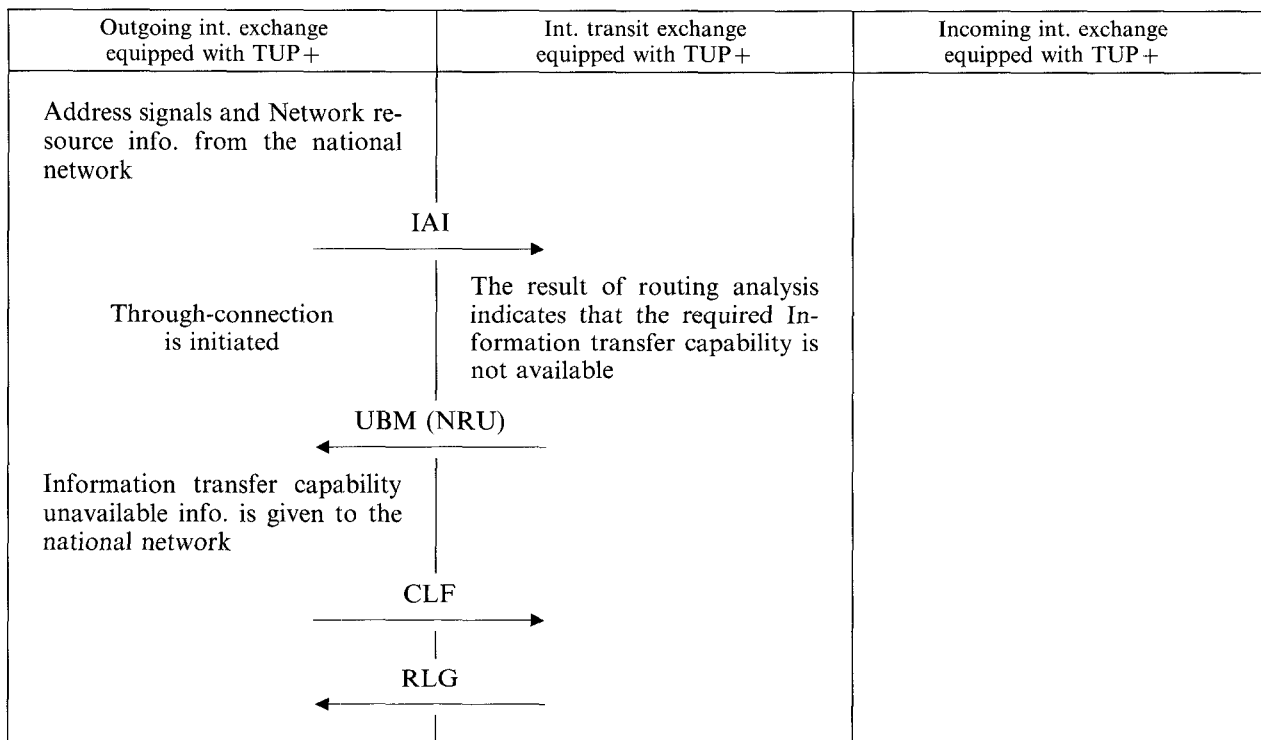 Outgoing int. exchange
equipped with TUP+
Int. transit exchange
equipped with TUP+
Incoming int. exchange
equipped with TUP+
Address signals and Network re-
source info. from the national
network
IAI
Through-connection
is initiated
The result of routing analysis
indicates that the required In-
formation transfer capability is
not available
UBM (NRU)
Information transfer capability
unavailable info. is given to the
national network
CLF
RLG